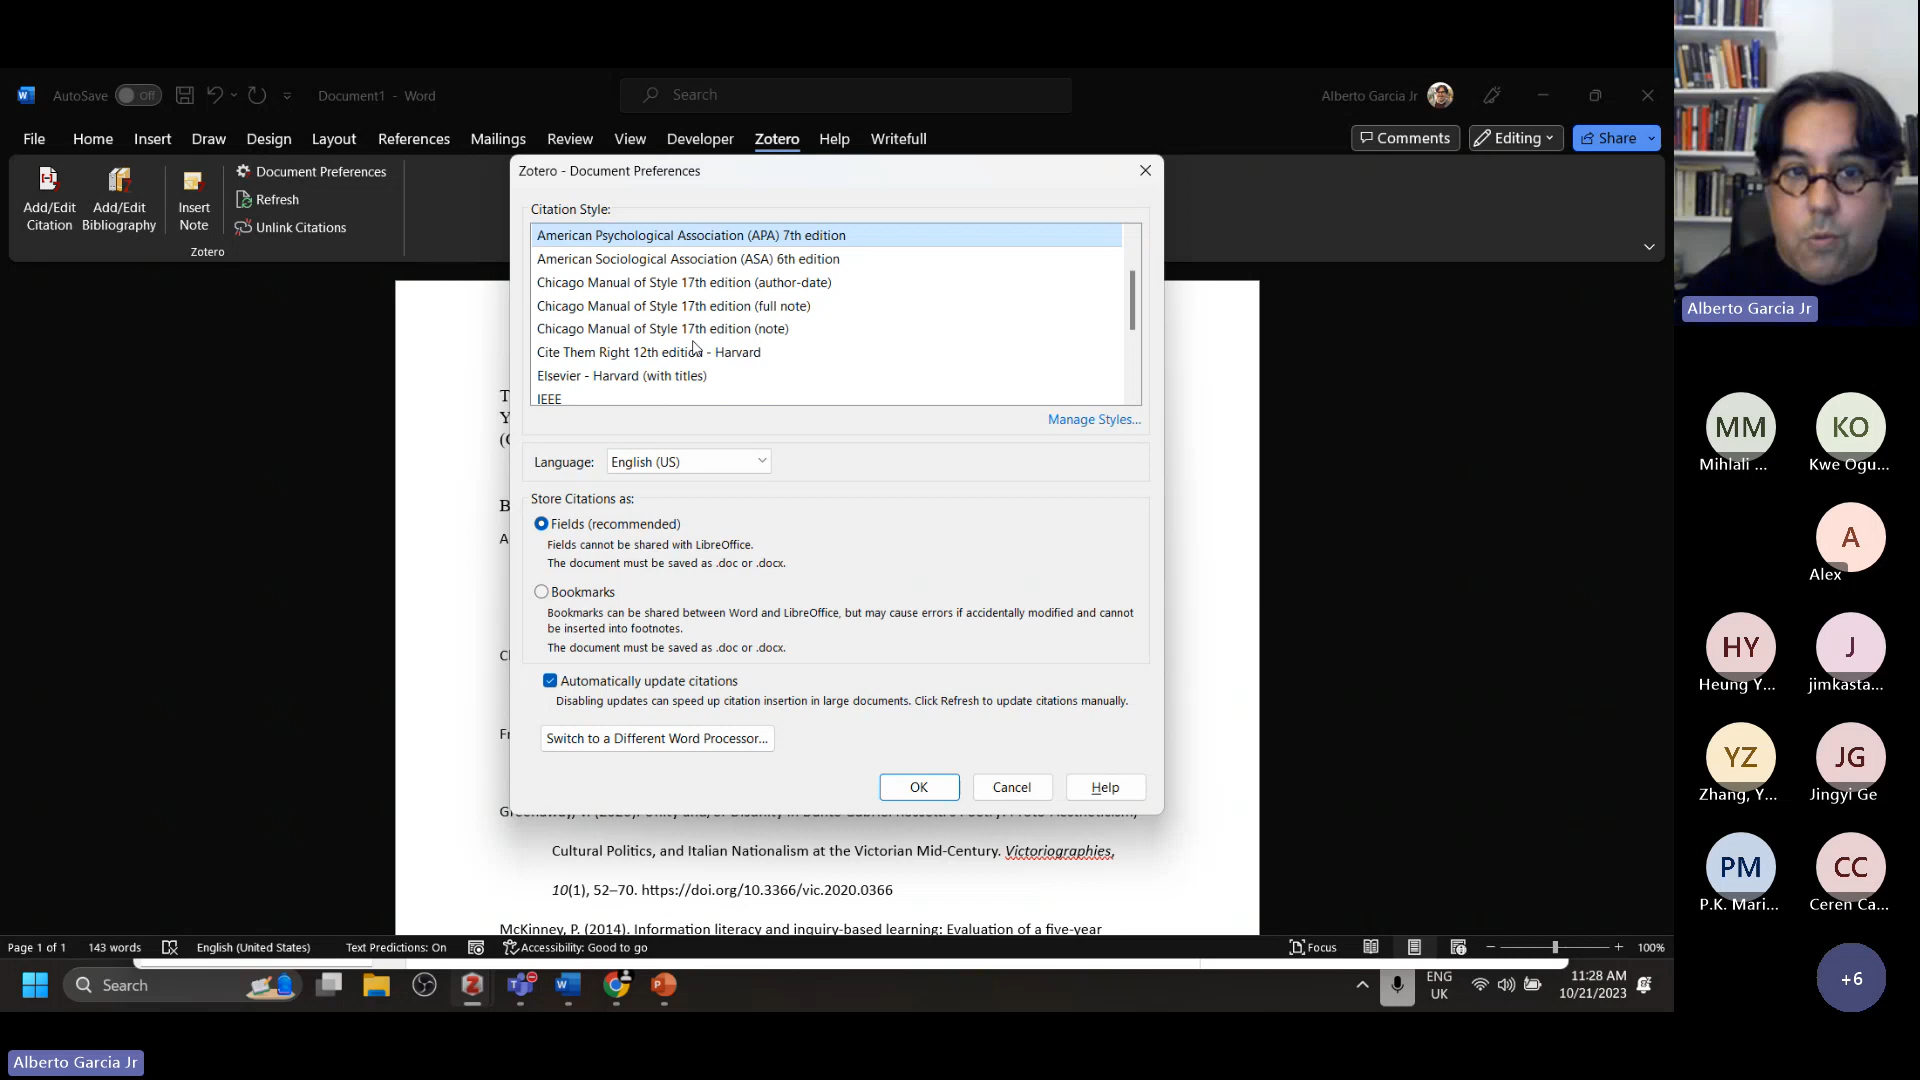 AutoSave
Off
Document1 - Word
Search
Alberto Garcia Jr
File
Home
Insert
Draw
Design
Layout
References
Mailings
Review
View
Developer
Zotero
Help
Writefull
Comments
Editing
Share
Add/Edit
Citation
Add/Edit
Bibliography
Insert
Note
Document Preferences
Refresh
Unlink Citations
Zotero
Zotero - Document Preferences
Citation Style:
American Psychological Association (APA) 7th edition
American Sociological Association (ASA) 6th edition
Chicago Manual of Style 17th edition (author-date)
Chicago Manual of Style 17th edition (full note)
Chicago Manual of Style 17th edition (note)
Cite Them Right 12th edition - Harvard
Elsevier - Harvard (with titles)
IEEE
Manage Styles...
Language:
English (US)
Store Citations as:
Fields (recommended)
Fields cannot be shared with LibreOffice.
The document must be saved as .doc or .docx.
Bookmarks
Bookmarks can be shared between Word and LibreOffice, but may cause errors if accidentally modified and cannot
be inserted into footnotes.
The document must be saved as .doc or .docx.
Automatically update citations
Disabling updates can speed up citation insertion in large documents. Click Refresh to update citations manually.
Switch to a Different Word Processor...
OK
Cancel
Help
Cultural Politics, and Italian Nationalism at the Victorian Mid-Century. Victoriographies,
10(1), 52–70. https://doi.org/10.3366/vic.2020.0366
McKinney, P. (2014). Information literacy and inquiry-based learning: Evaluation of a five-year
Page 1 of 1
143 words
English (United States)
Text Predictions: On
Accessibility: Good to go
Focus
100%
Search
ENG
UK
11:28 AM
10/21/2023
Alberto Garcia Jr
Alberto Garcia Jr
MM
Mihlali ...
KO
Kwe Ogu...
A
Alex
HY
Heung Y...
J
jimkasta...
YZ
Zhang, Y...
JG
Jingyi Ge
PM
P.K. Mari...
CC
Ceren Ca...
+6